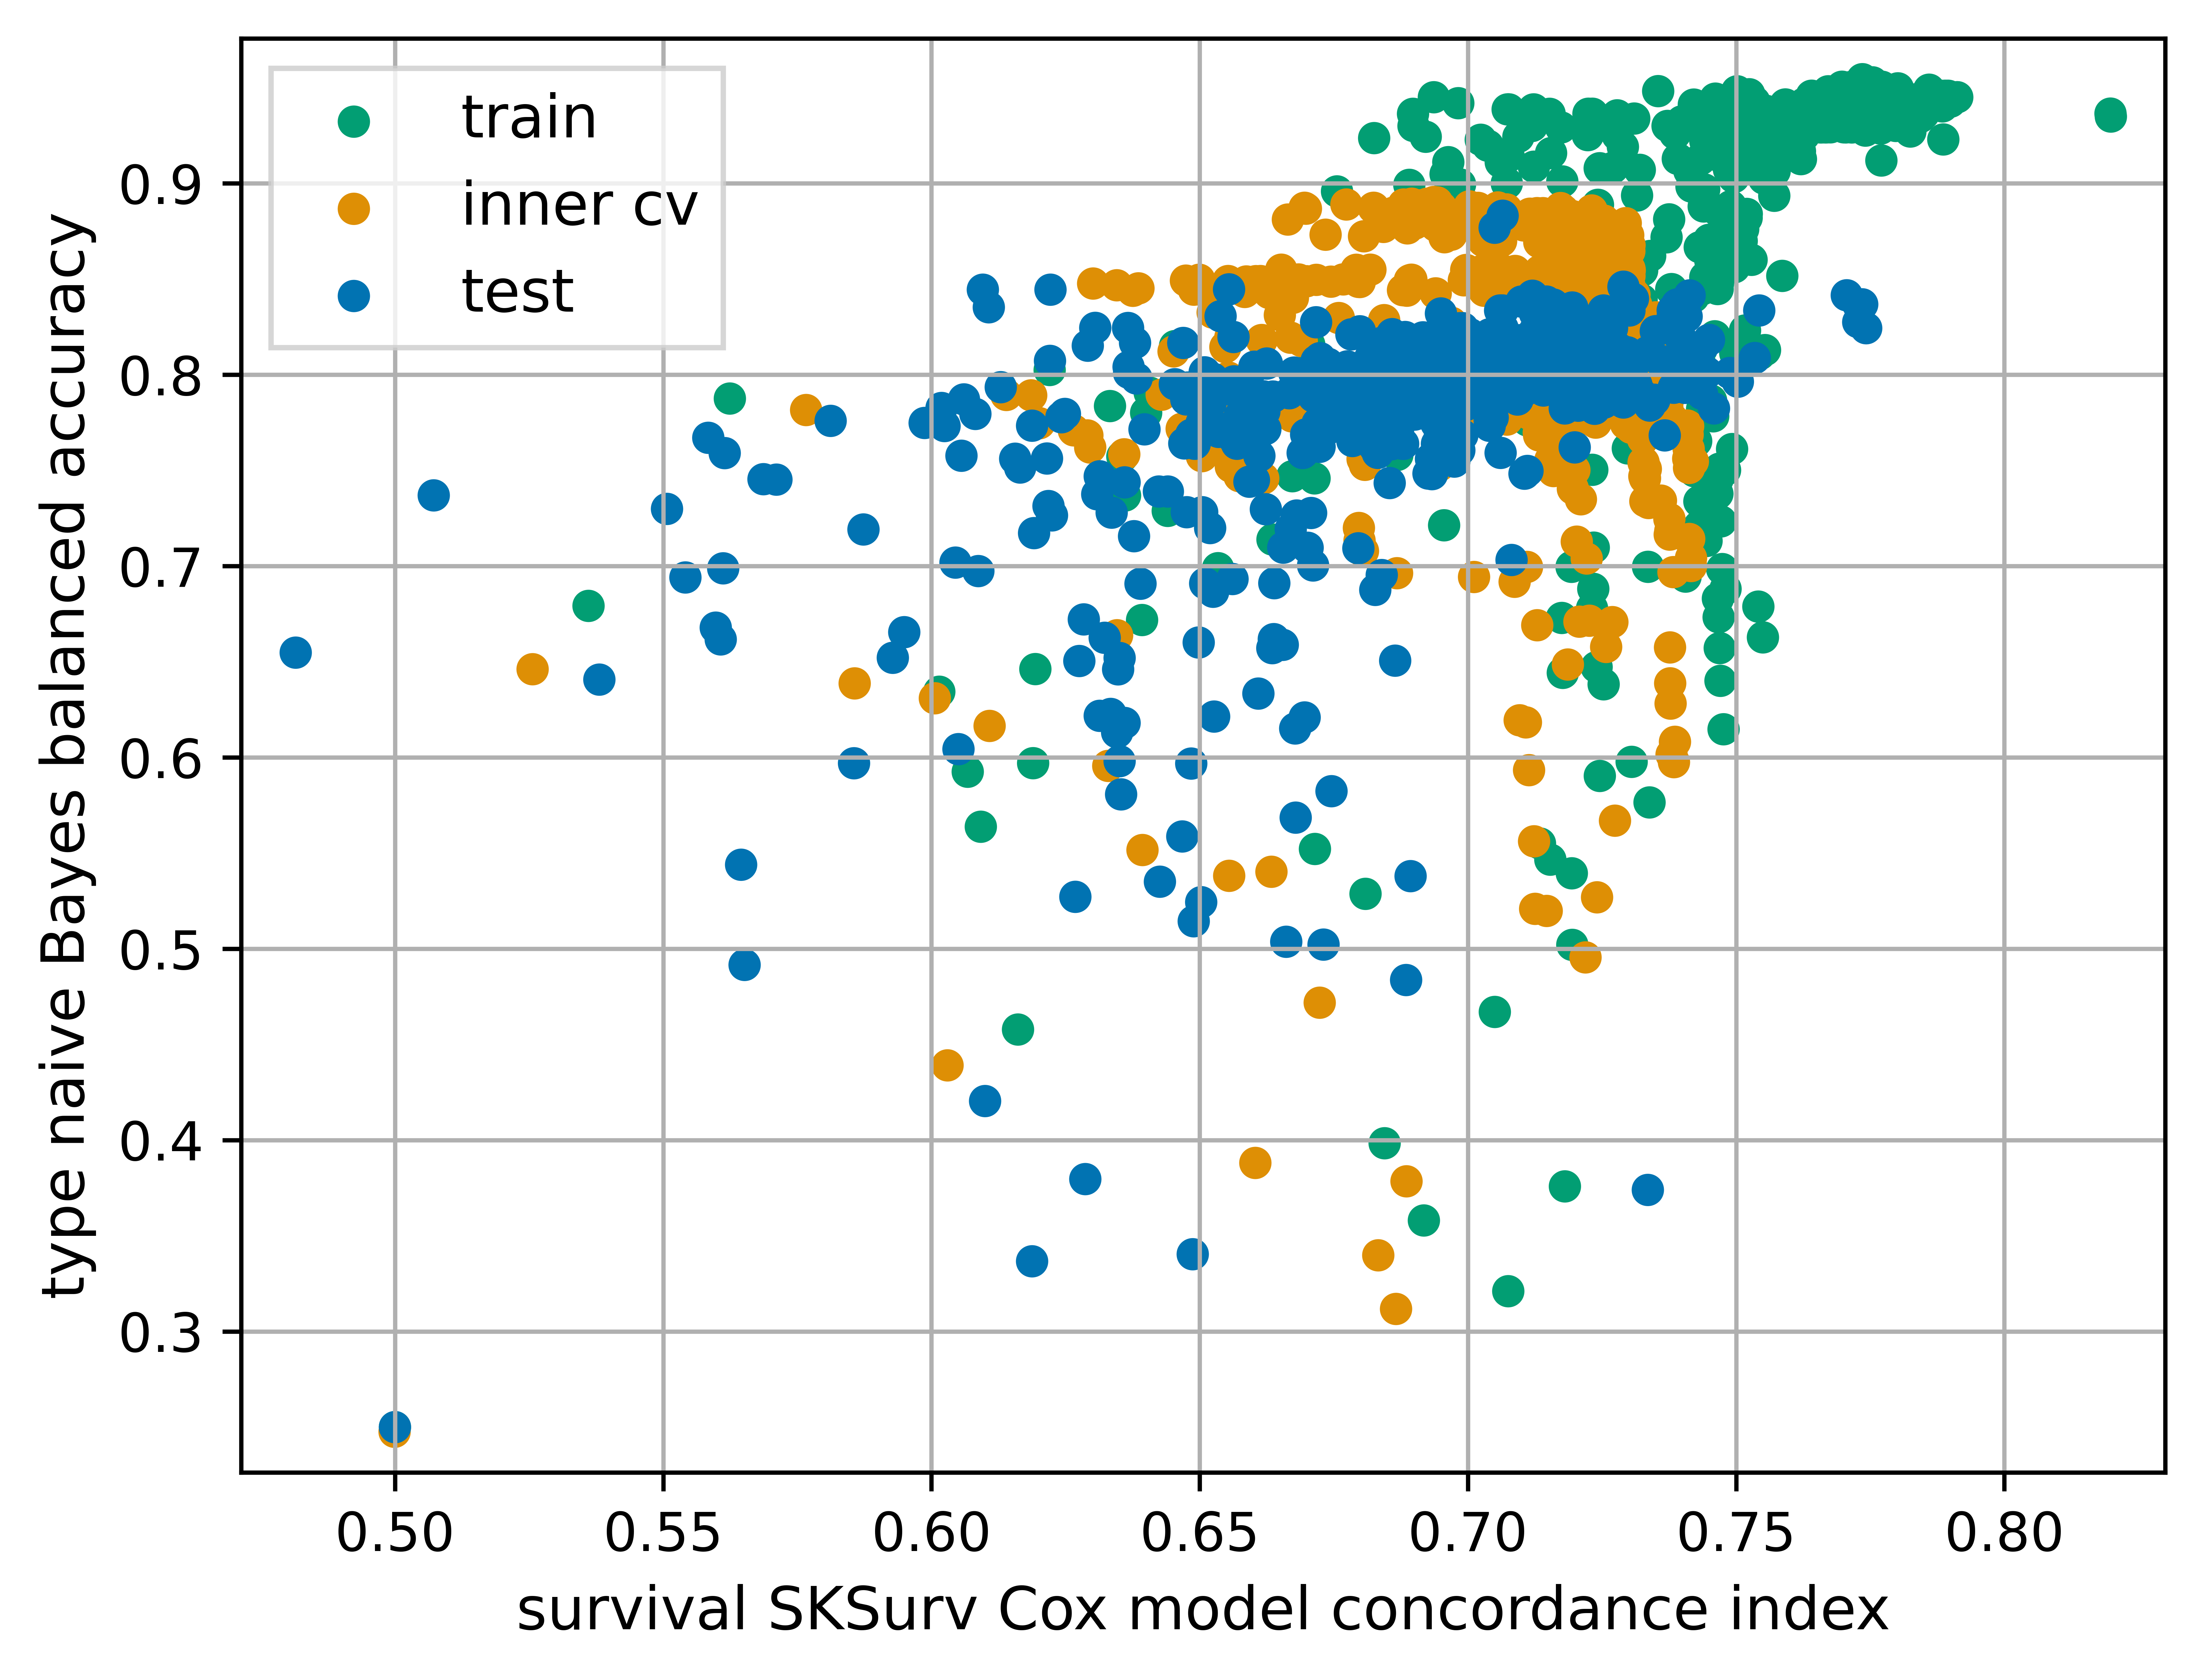 train
inner cv
test
type naive Bayes balanced accuracy
0.9
0.8
0.7
0.6
0.5
0.4
0.3
0.50 0.55 0.60 0.65 0.70 0.75 0.80
survival SKSurv Cox model concordance index